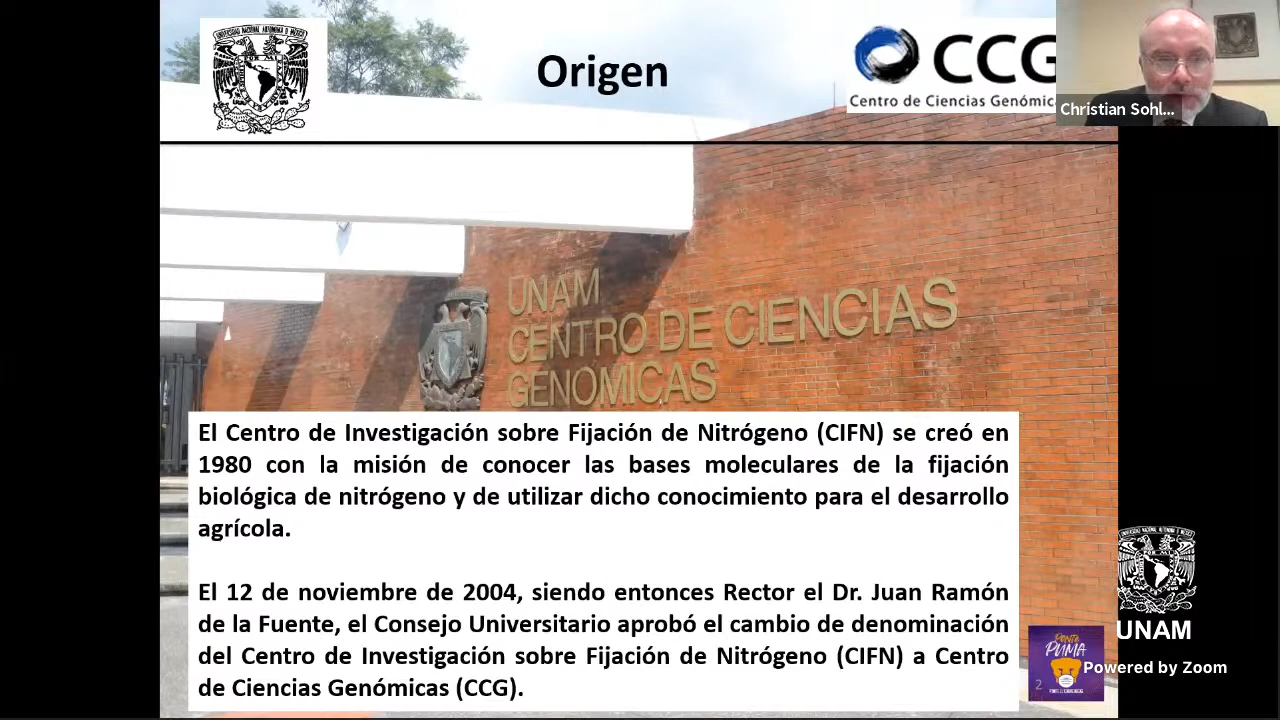 Origen
CCG
Centro de Ciencias Genómic
Christian Sohl...
UNAM
CENTRO DE CIENCIAS
GENOMICAS
El Centro de Investigación sobre Fijación de Nitrógeno (CIFN) se creó en
1980 con la misión de conocer las bases moleculares de la fijación
biológica de nitrógeno y de utilizar dicho conocimiento para el desarrollo
agrícola.
El 12 de noviembre de 2004, siendo entonces Rector el Dr. Juan Ramón
de la Fuente, el Consejo Universitario aprobó el cambio de denominación
del Centro de Investigación sobre Fijación de Nitrógeno (CIFN) a Centro
de Ciencias Genómicas (CCG).
UNAM
PUMA
2
Powered by Zoom